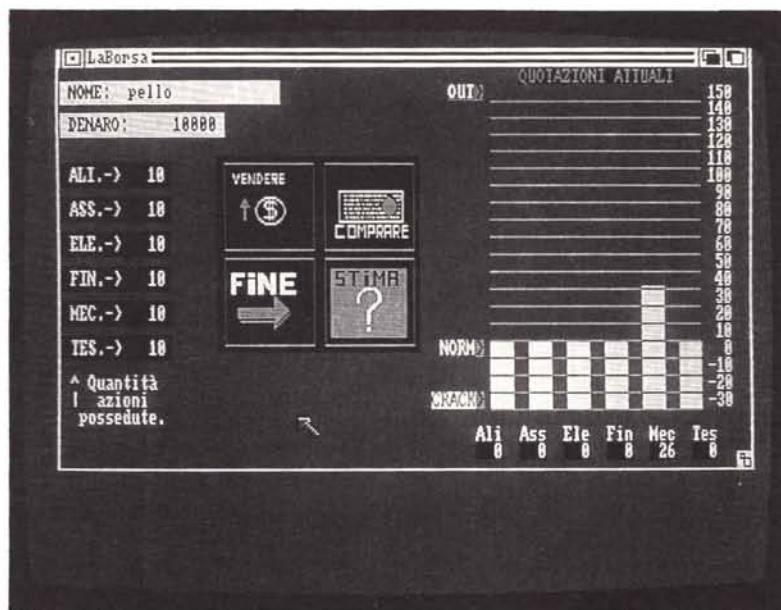 LaBorsa
NOME: pello
DENARO: 10000
ALI.-> 10
ASS.-> 10
ELE.-> 10
FIN.-> 10
MEC.-> 10
TES.-> 10
^ Quantità
| azioni
possedute.
VENDERE
↑ $
COMPRARE
FiNE
STiMA
?
QUOTAZIONI ATTUALI
OUT
NORM
CRACK
150
140
130
120
110
100
90
80
70
60
50
40
30
20
10
0
-10
-20
-30
Ali Ass Ele Fin Mec Tes
0 0 0 0 26 0